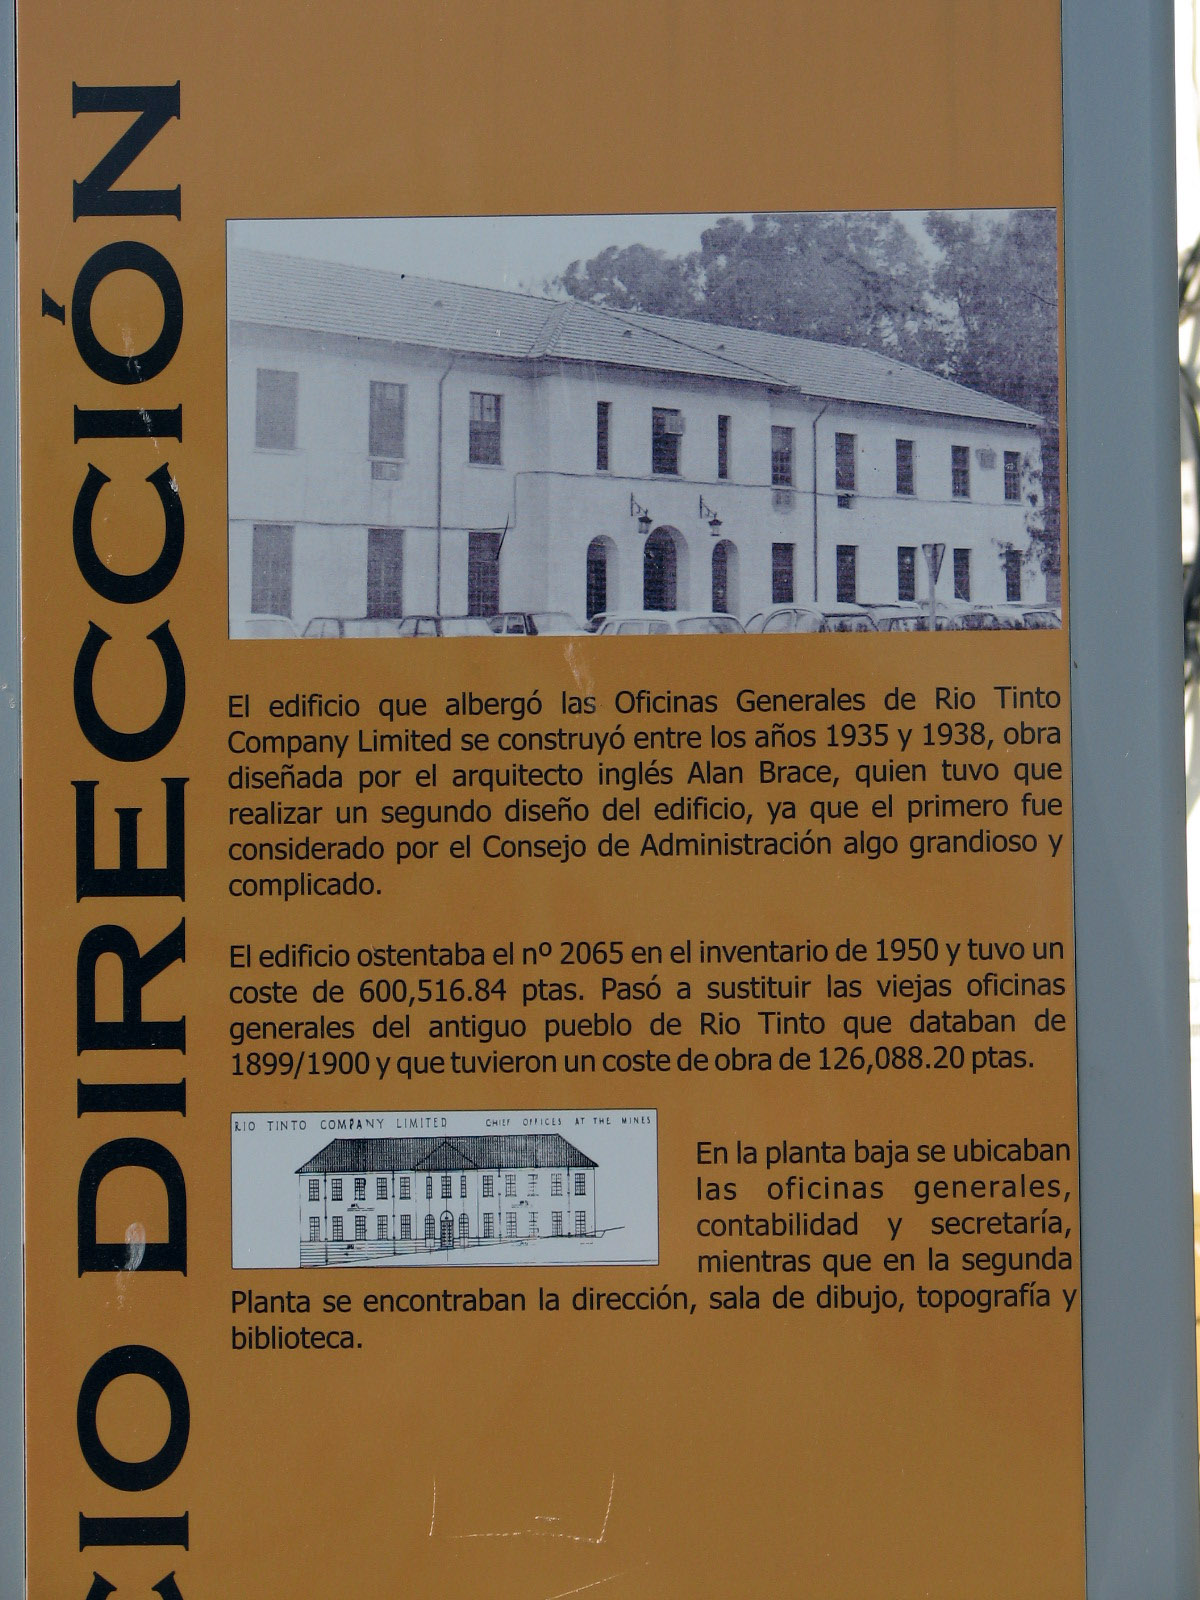 CIO DIRECCIÓN
El edificio que albergó las Oficinas Generales de Rio Tinto
Company Limited se construyó entre los años 1935 y 1938, obra
diseñada por el arquitecto inglés Alan Brace, quien tuvo que
realizar un segundo diseño del edificio, ya que el primero fue
considerado por el Consejo de Administración algo grandioso y
complicado.
El edificio ostentaba el nº 2065 en el inventario de 1950 y tuvo un
coste de 600,516.84 ptas. Pasó a sustituir las viejas oficinas
generales del antiguo pueblo de Rio Tinto que databan de
1899/1900 y que tuvieron un coste de obra de 126,088.20 ptas.
RIO TINTO COMPANY LIMITED CHIEF OFFICES AT THE MINES
En la planta baja se ubicaban
las oficinas generales,
contabilidad y secretaría,
mientras que en la segunda
Planta se encontraban la dirección, sala de dibujo, topografía y
biblioteca.